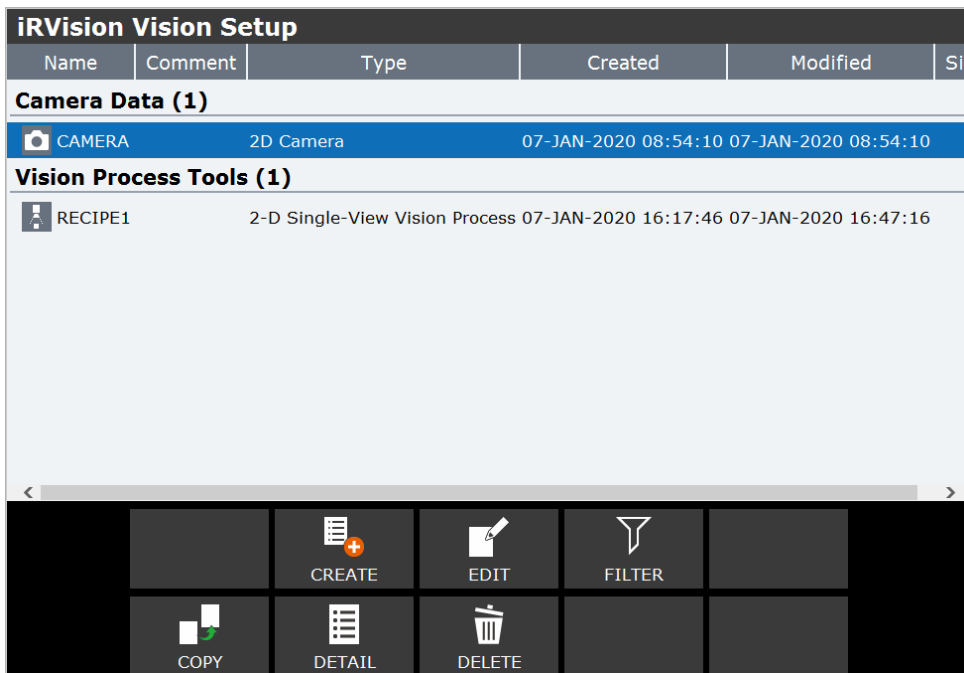 iRVision Vision Setup
Name Comment Type Created Modified Si
Camera Data (1)
CAMERA 2D Camera 07-JAN-2020 08:54:10 07-JAN-2020 08:54:10
Vision Process Tools (1)
RECIPE1 2-D Single-View Vision Process 07-JAN-2020 16:17:46 07-JAN-2020 16:47:16
CREATE EDIT FILTER
COPY DETAIL DELETE